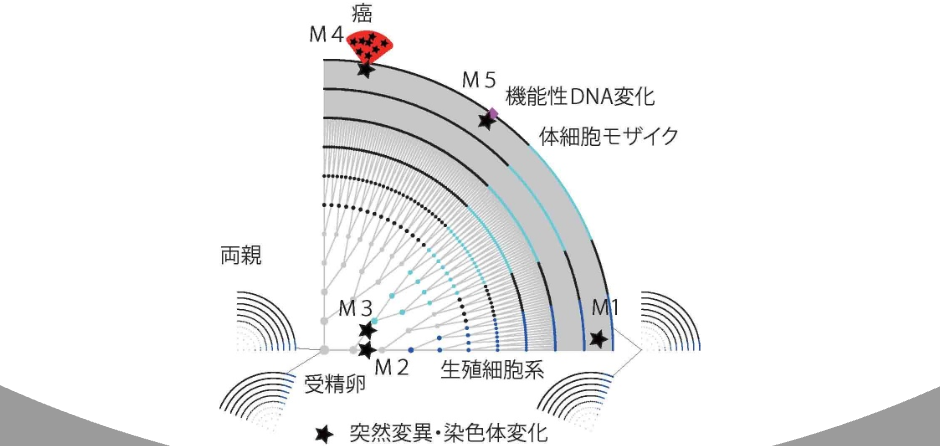 癌
M4
M5
機能性DNA変化
体細胞モザイク
両親
M3
M1
M2
生殖細胞系
受精卵
突然変異・染色体変化